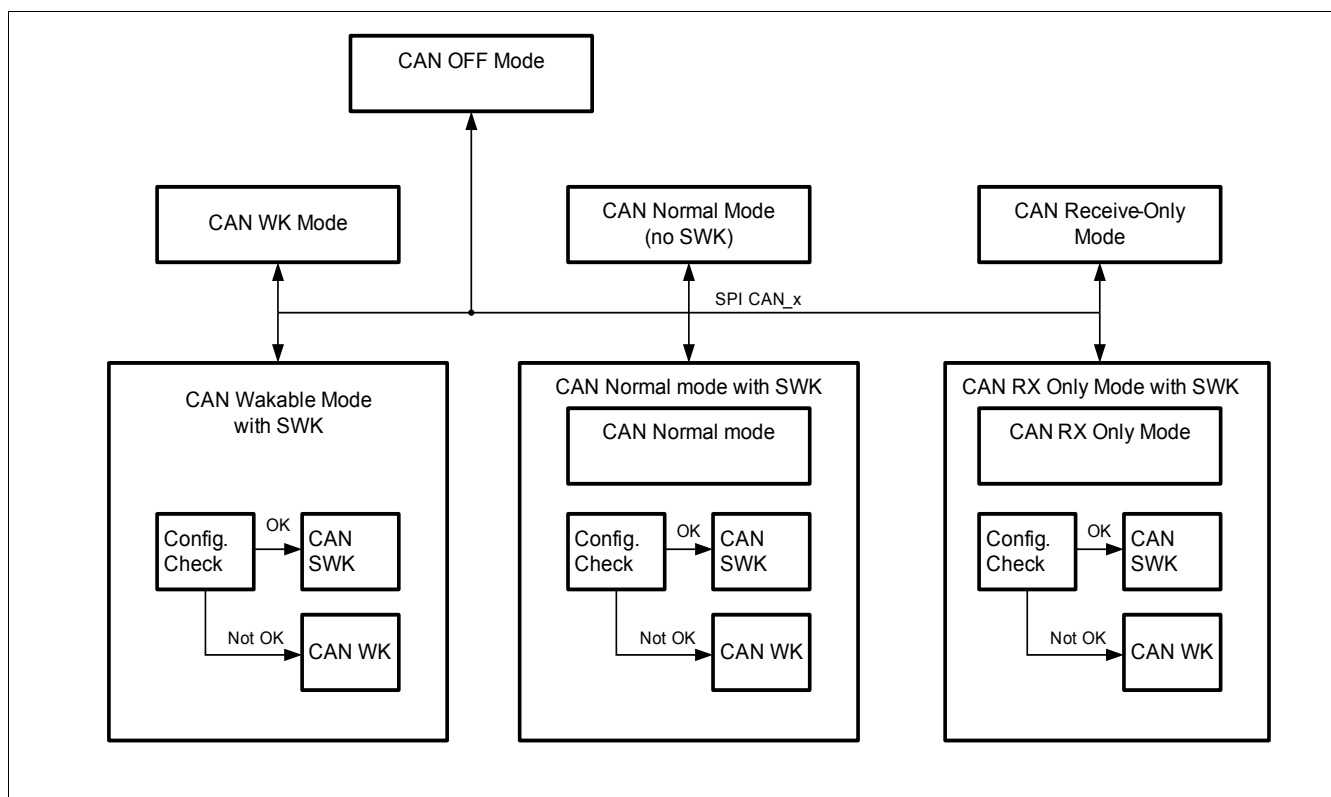 CAN OFF Mode
CAN WK Mode
CAN Normal Mode
(no SWK)
CAN Receive-Only
Mode
SPI CAN_x
CAN Wakable Mode
with SWK
Config.
Check
OK
CAN
SWK
Not OK
CAN WK
CAN Normal mode with SWK
CAN Normal mode
Config.
Check
OK
CAN
SWK
Not OK
CAN WK
CAN RX Only Mode with SWK
CAN RX Only Mode
Config.
Check
OK
CAN
SWK
Not OK
CAN WK